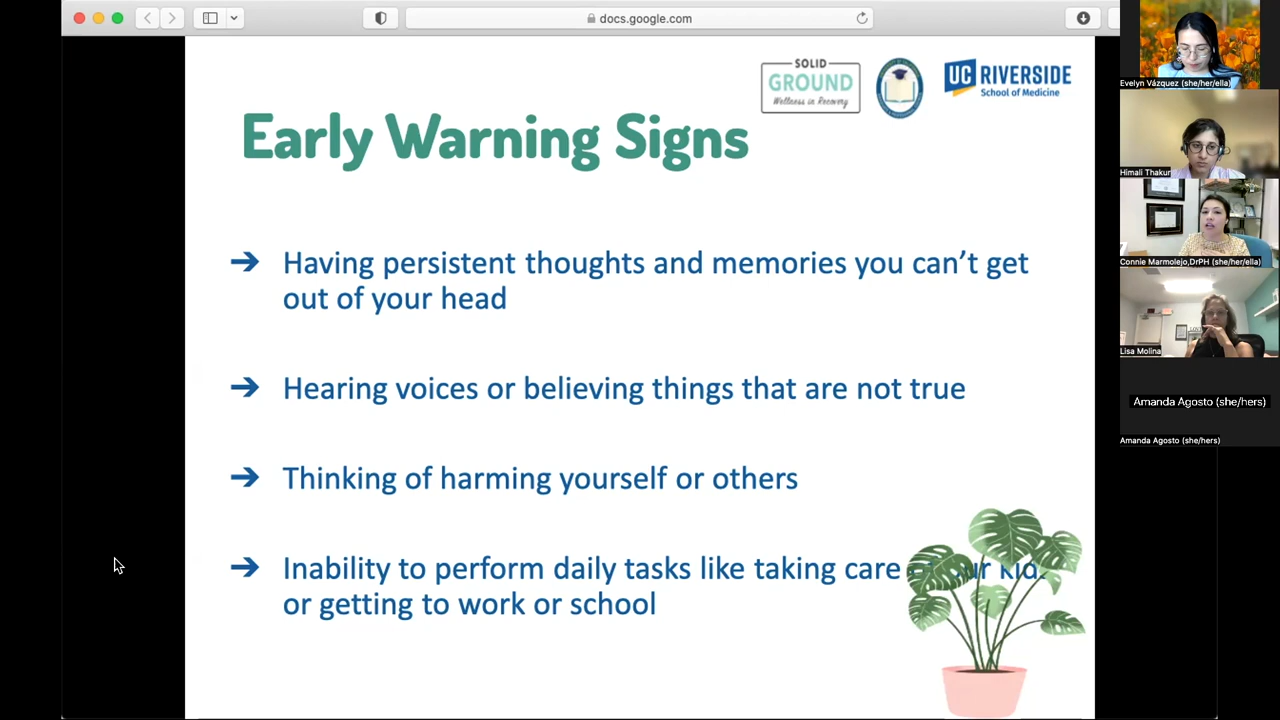 docs.google.com
SOLID
GROUND
Wellness in Recovery
UC RIVERSIDE
School of Medicine
Early Warning Signs
➔ Having persistent thoughts and memories you can’t get
out of your head
➔ Hearing voices or believing things that are not true
➔ Thinking of harming yourself or others
➔ Inability to perform daily tasks like taking care
or getting to work or school
Evelyn Vázquez (she/her/ella)
Himali Thakur
Connie Marmolejo,DrPH (she/her/ella)
Lisa Molina
Amanda Agosto (she/hers)
Amanda Agosto (she/hers)